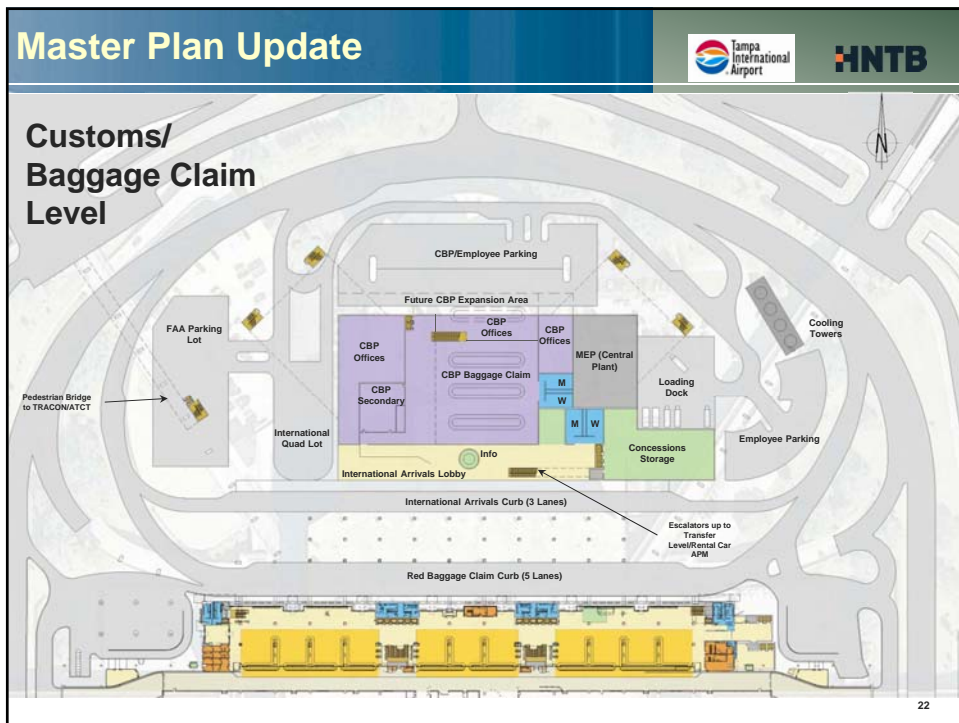 Master Plan Update
Tampa
International
Airport
HNTB
N
Customs/
Baggage Claim
Level
CBP/Employee Parking
Future CBP Expansion Area
FAA Parking
Lot
CBP
Offices
CBP
Offices
CBP
Offices
MEP (Central
Plant)
Cooling
Towers
CBP Baggage Claim
CBP
Secondary
M
W
Loading
Dock
Pedestrian Bridge
to TRACON/ATCT
International
Quad Lot
M W
Employee Parking
Concessions
Storage
Info
International Arrivals Lobby
International Arrivals Curb (3 Lanes)
Escalators up to
Transfer
Level/Rental Car
APM
Red Baggage Claim Curb (5 Lanes)
22